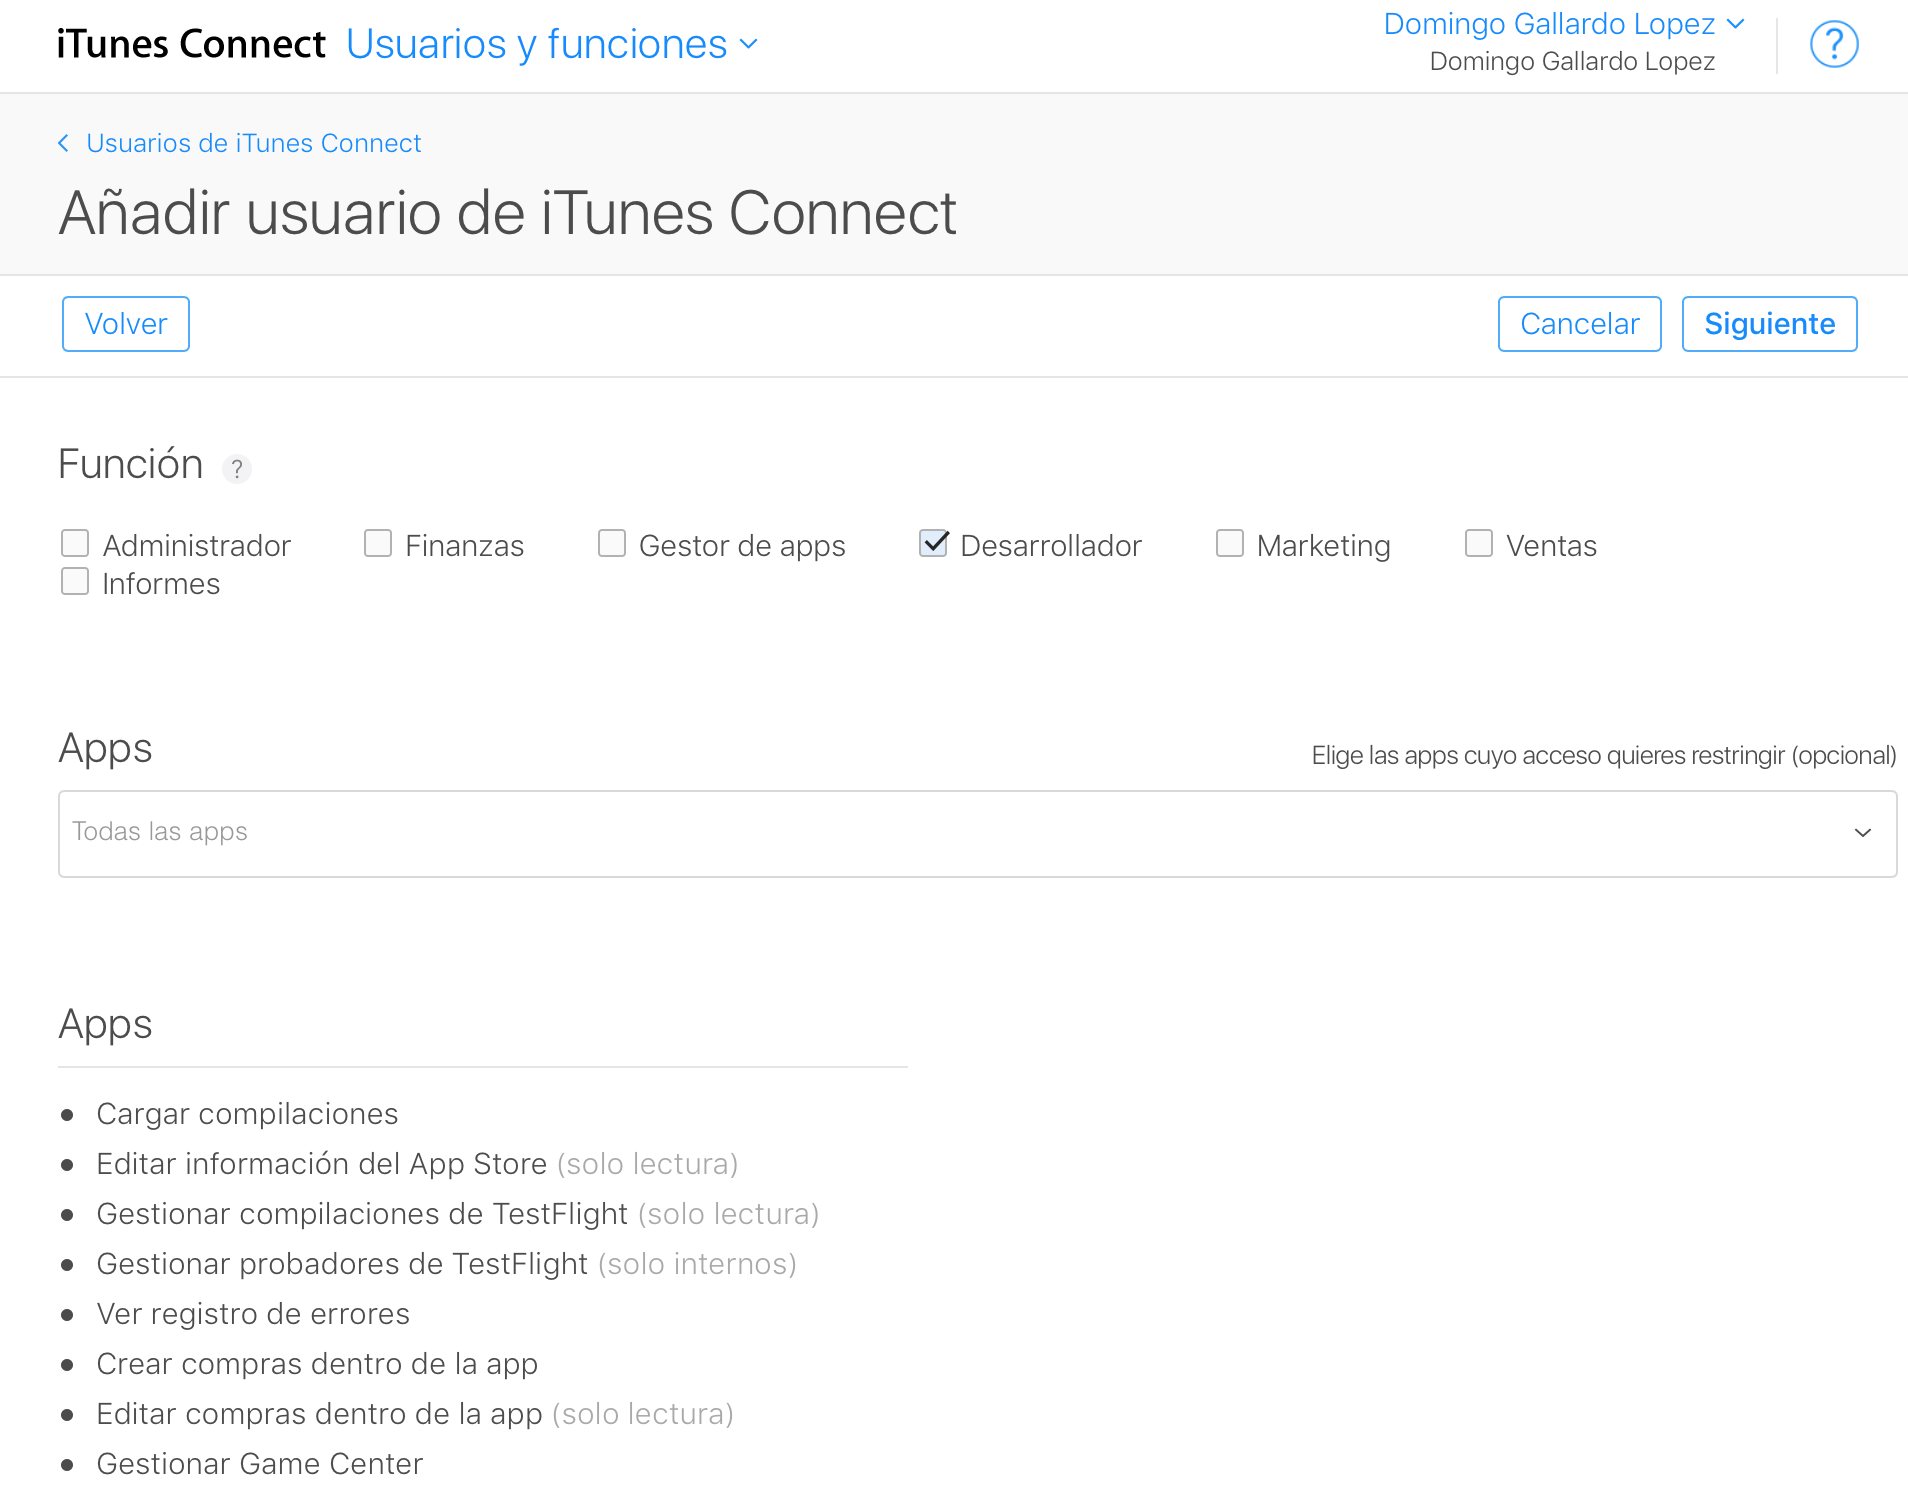 iTunes Connect Usuarios y funciones
Domingo Gallardo Lopez
Domingo Gallardo Lopez
?
Usuarios de iTunes Connect
Añadir usuario de iTunes Connect
Volver
Cancelar
Siguiente
Función ?
Administrador Finanzas Gestor de apps Desarrollador Marketing Ventas
Informes
Apps
Elige las apps cuyo acceso quieres restringir (opcional)
Todas las apps
Apps
Cargar compilaciones
Editar información del App Store (solo lectura)
Gestionar compilaciones de TestFlight (solo lectura)
Gestionar probadores de TestFlight (solo internos)
Ver registro de errores
Crear compras dentro de la app
Editar compras dentro de la app (solo lectura)
Gestionar Game Center